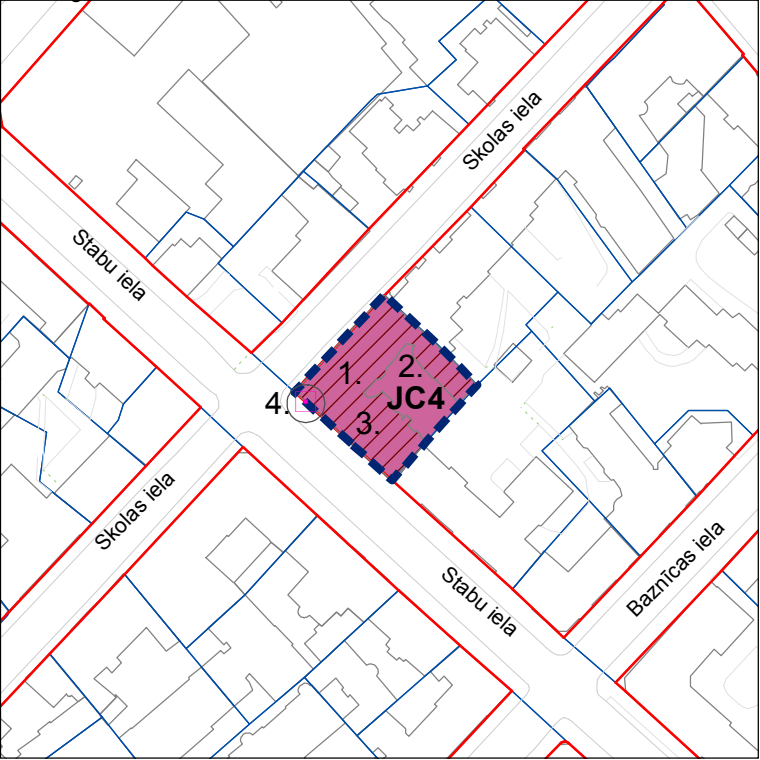 Skolas iela
Stabu iela
1.
2.
JC4
4.
3.
Skolas iela
Stabu iela
Baznīcas iela